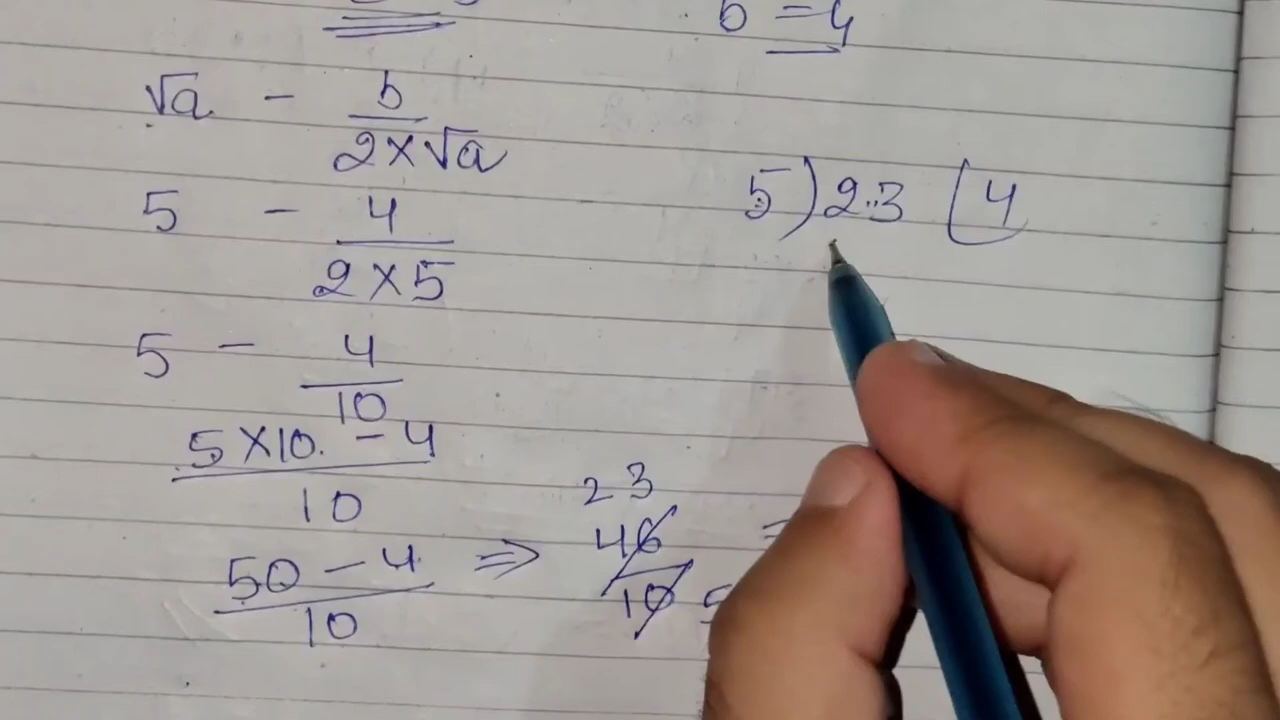 b = 4
√a - b / 2×√a
5 - 4 / 2×5
5 ) 23 ( 4
5 - 4 / 10
5×10 - 4 / 10
50 - 4 / 10 ⇒ 46 / 10 23 5 =